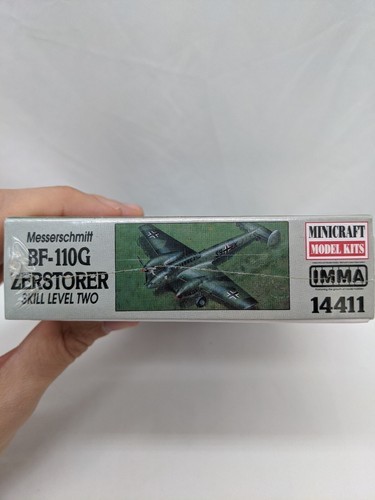 Messerschmitt
BF-110G
ZERSTORER
SKILL LEVEL TWO
MINICRAFT
MODEL KITS
IMMA
14411